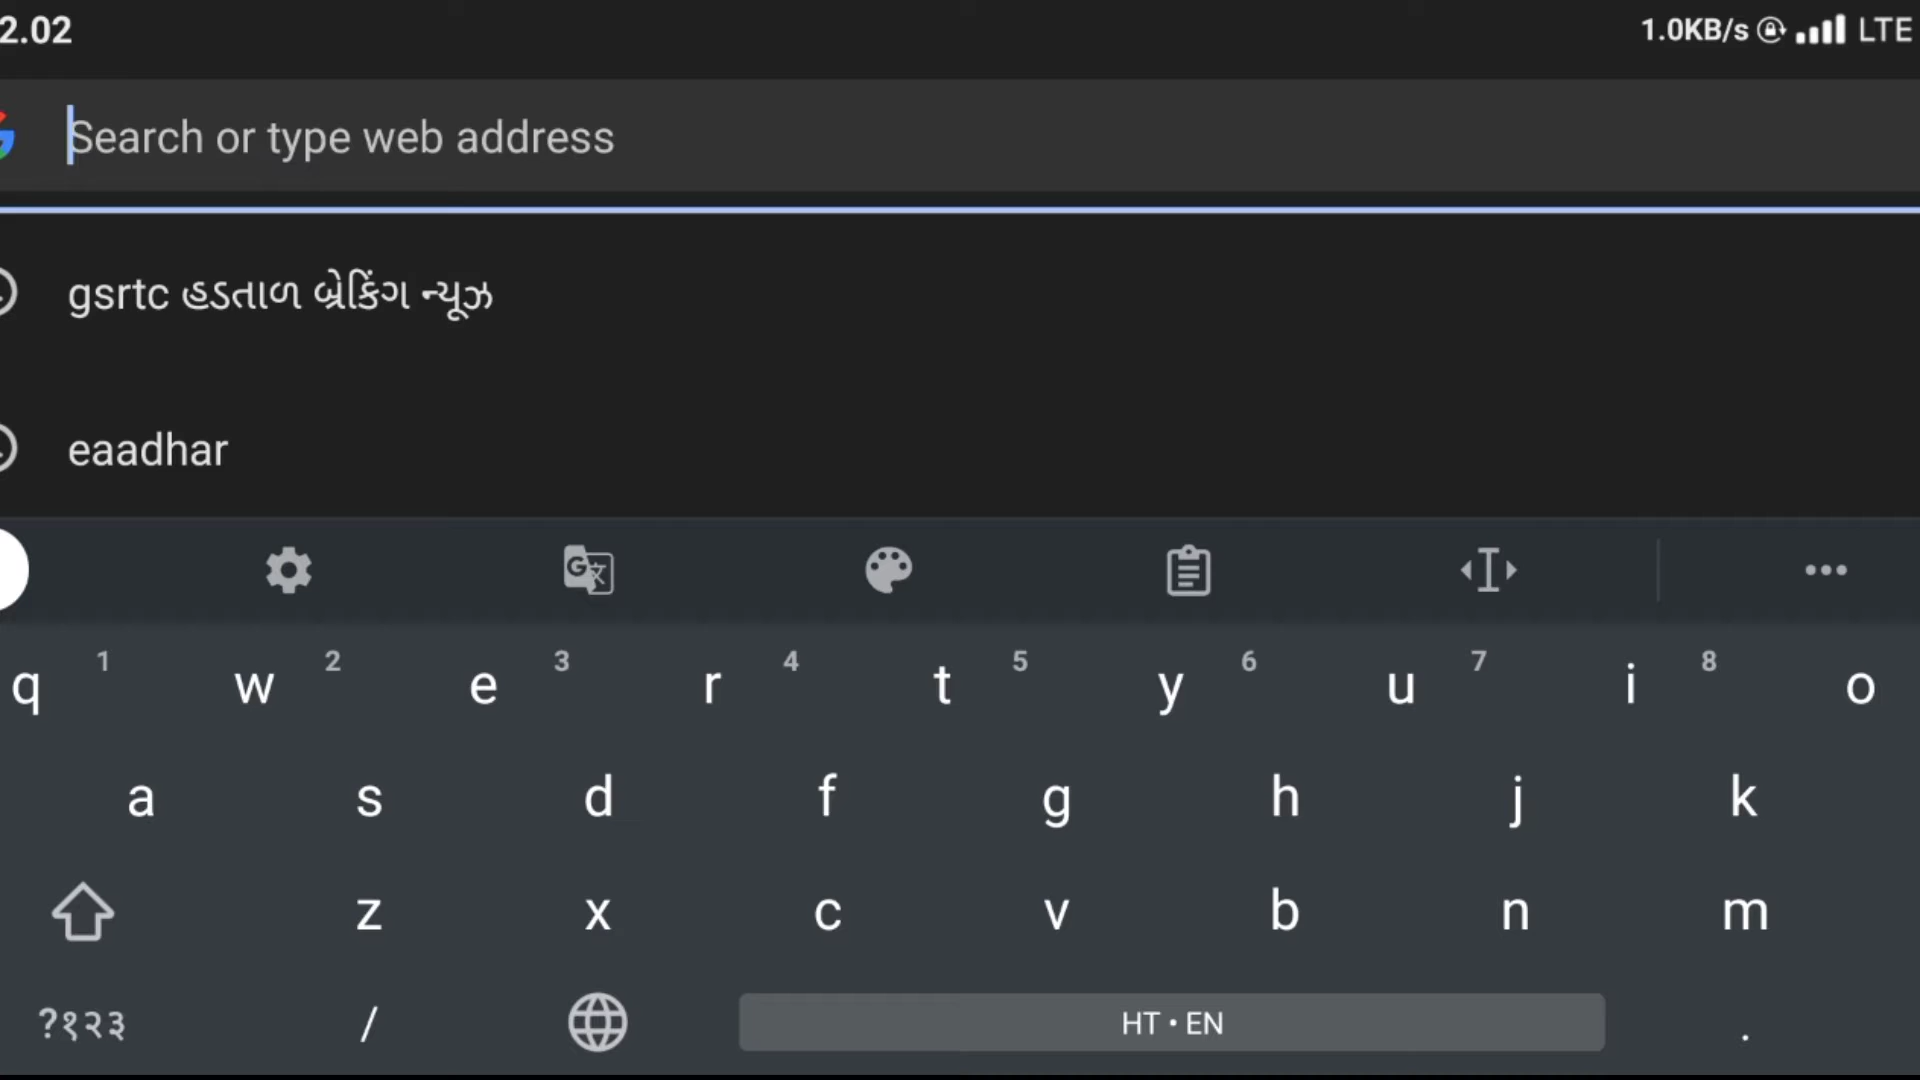 2.02 1.0KB/s LTE
Search or type web address
gsrtc હડતાળ બ્રેકિંગ ન્યૂઝ
eaadhar
q 1 w 2 e 3 r 4 t 5 y 6 u 7 i 8 o
a s d f g h j k
z x c v b n m
?१२३ / HT • EN .